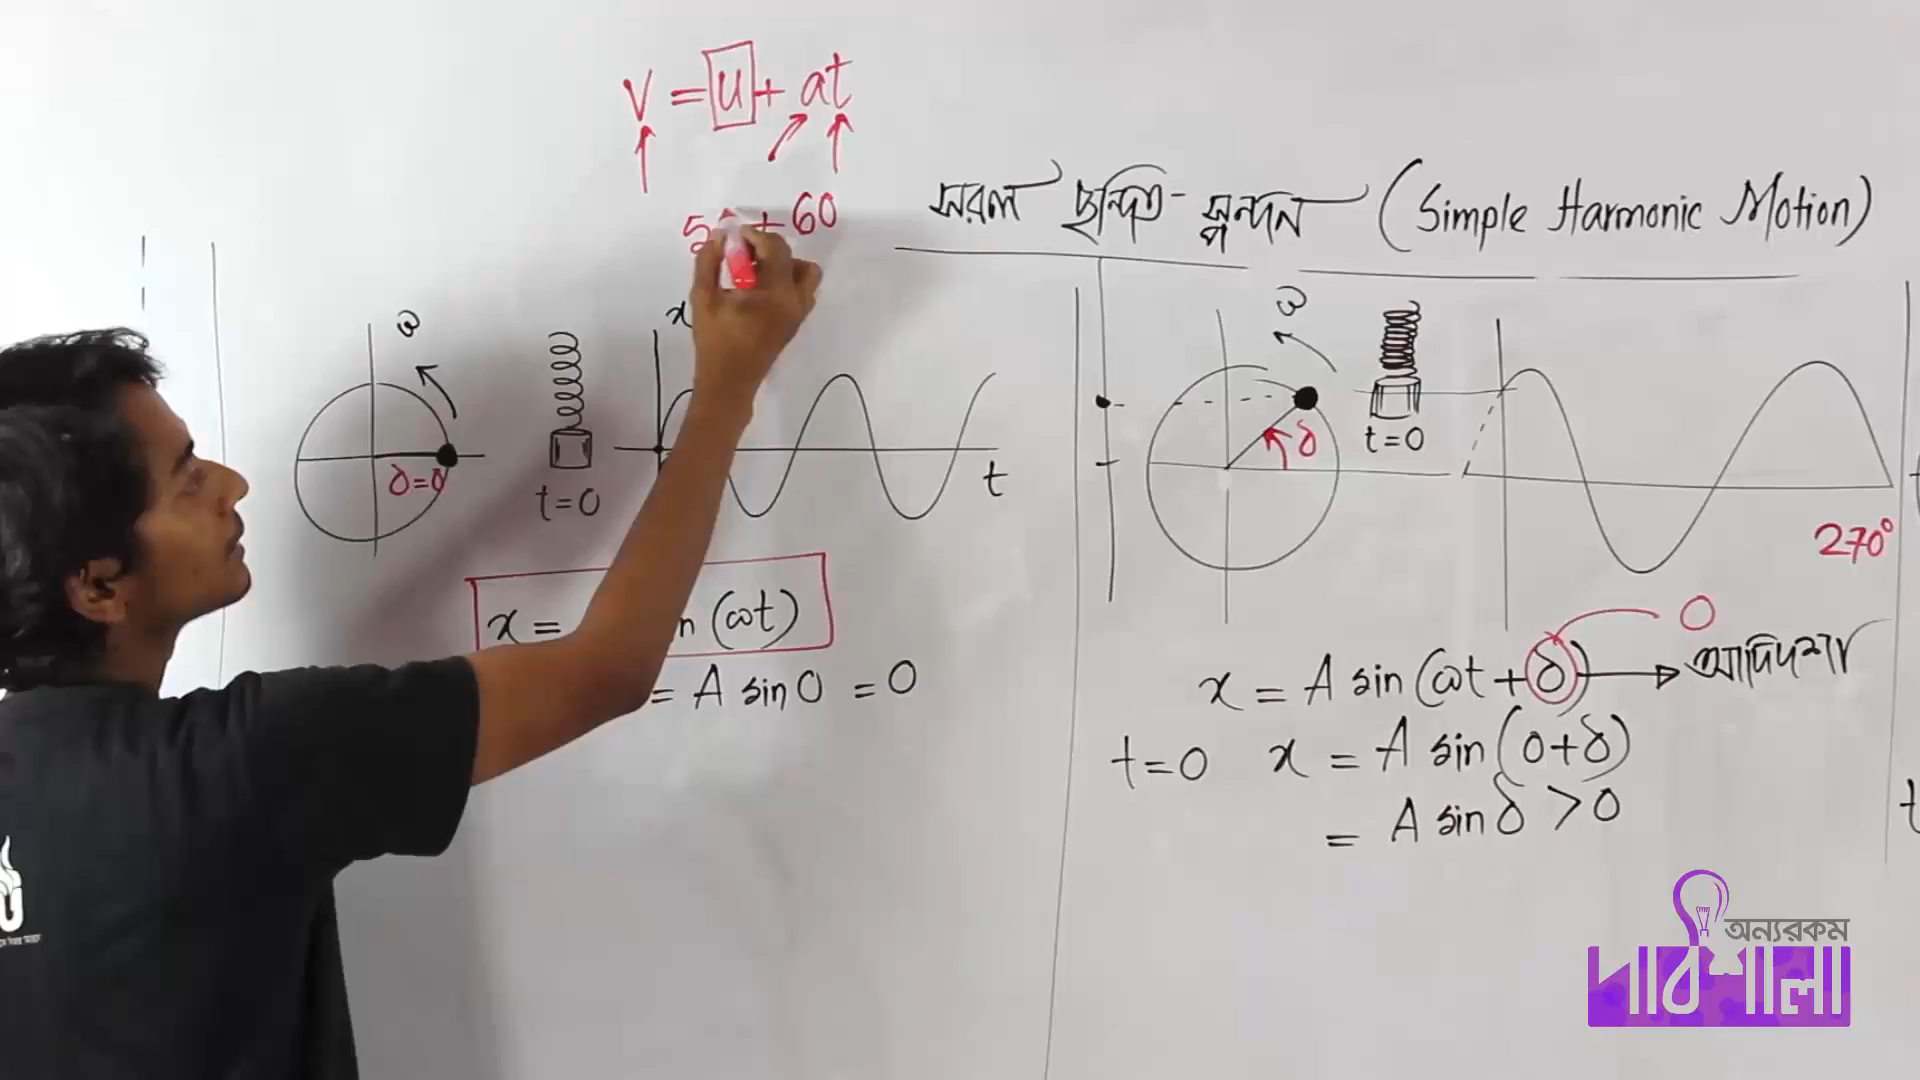 V = u + at
+ 60
সরল ছন্দিত স্পন্দন (Simple Harmonic Motion)
ω
x
δ=0
t=0
t
ω
δ
t=0
270°
x = n (ωt)
= A sin 0 = 0
0
x = A sin (ωt + δ) → আদিদশা
t=0 x = A sin (0+δ)
= A sin δ > 0
t
অন্যরকম
পাঠশালা